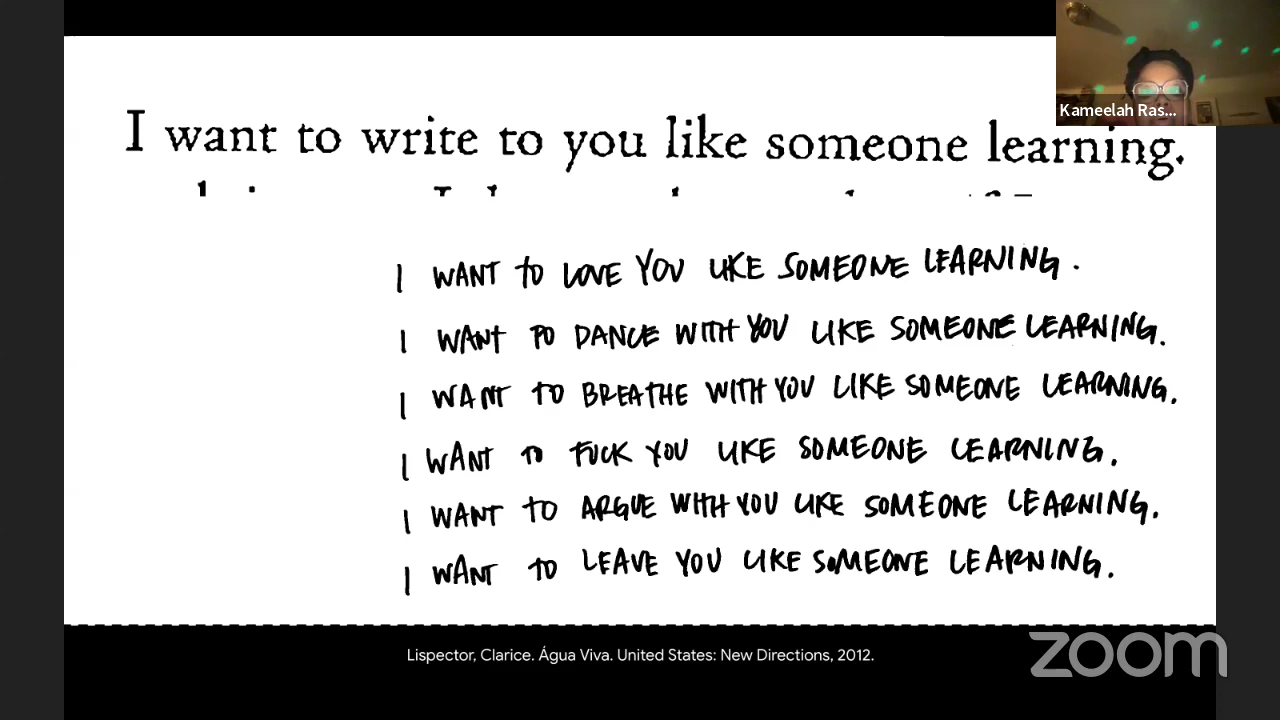 Kameelah Ras...
I want to write to you like someone learning.
I WANT TO LOVE YOU LIKE SOMEONE LEARNING.
I WANT TO DANCE WITH YOU LIKE SOMEONE LEARNING.
I WANT TO BREATHE WITH YOU LIKE SOMEONE LEARNING.
I WANT TO FUCK YOU LIKE SOMEONE LEARNING.
I WANT TO ARGUE WITH YOU LIKE SOMEONE LEARNING.
I WANT TO LEAVE YOU LIKE SOMEONE LEARNING.
Lispector, Clarice. Água Viva. United States: New Directions, 2012.
zoom